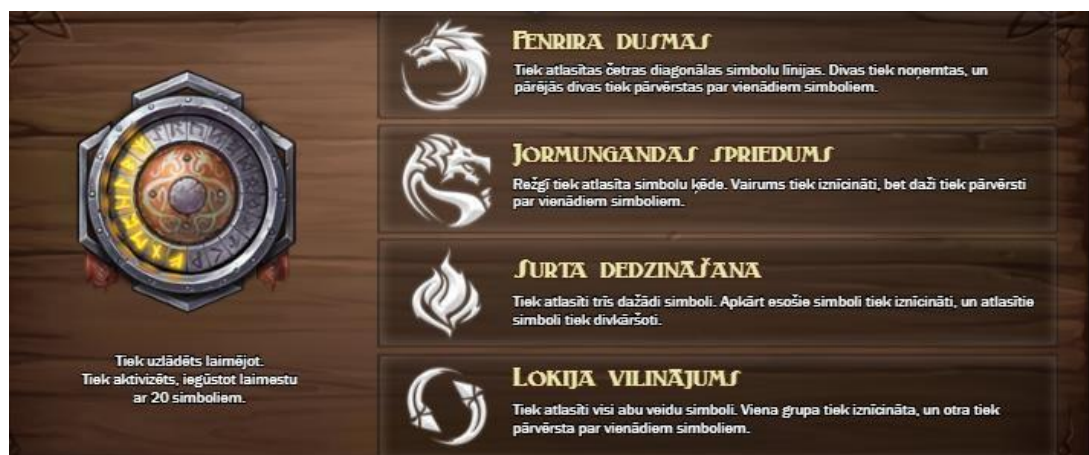 Tiek uzlādēts laimējot.
Tiek aktivizēts, iegūstot laimestu
ar 20 simboliem.
FENRIRA DUSMAS
Tiek atlasītas četras diagonālas simbolu līnijas. Divas tiek noņemtas, un
pārējās divas tiek pārvērstas par vienādiem simboliem.
JORMUNGANDAS SPRIEDUMS
Režģī tiek atlasīta simbolu ķēde. Vairums tiek iznīcināti, bet daži tiek pārvērsti
par vienādiem simboliem.
SURTA DEDZINĀŠANA
Tiek atlasīti trīs dažādi simboli. Apkārt esošie simboli tiek iznīcināti, un atlasītie
simboli tiek divkāršoti.
LOKIJA VILINĀJUMS
Tiek atlasīti visi abu veidu simboli. Viena grupa tiek iznīcināta, un otra tiek
pārvērsta par vienādiem simboliem.